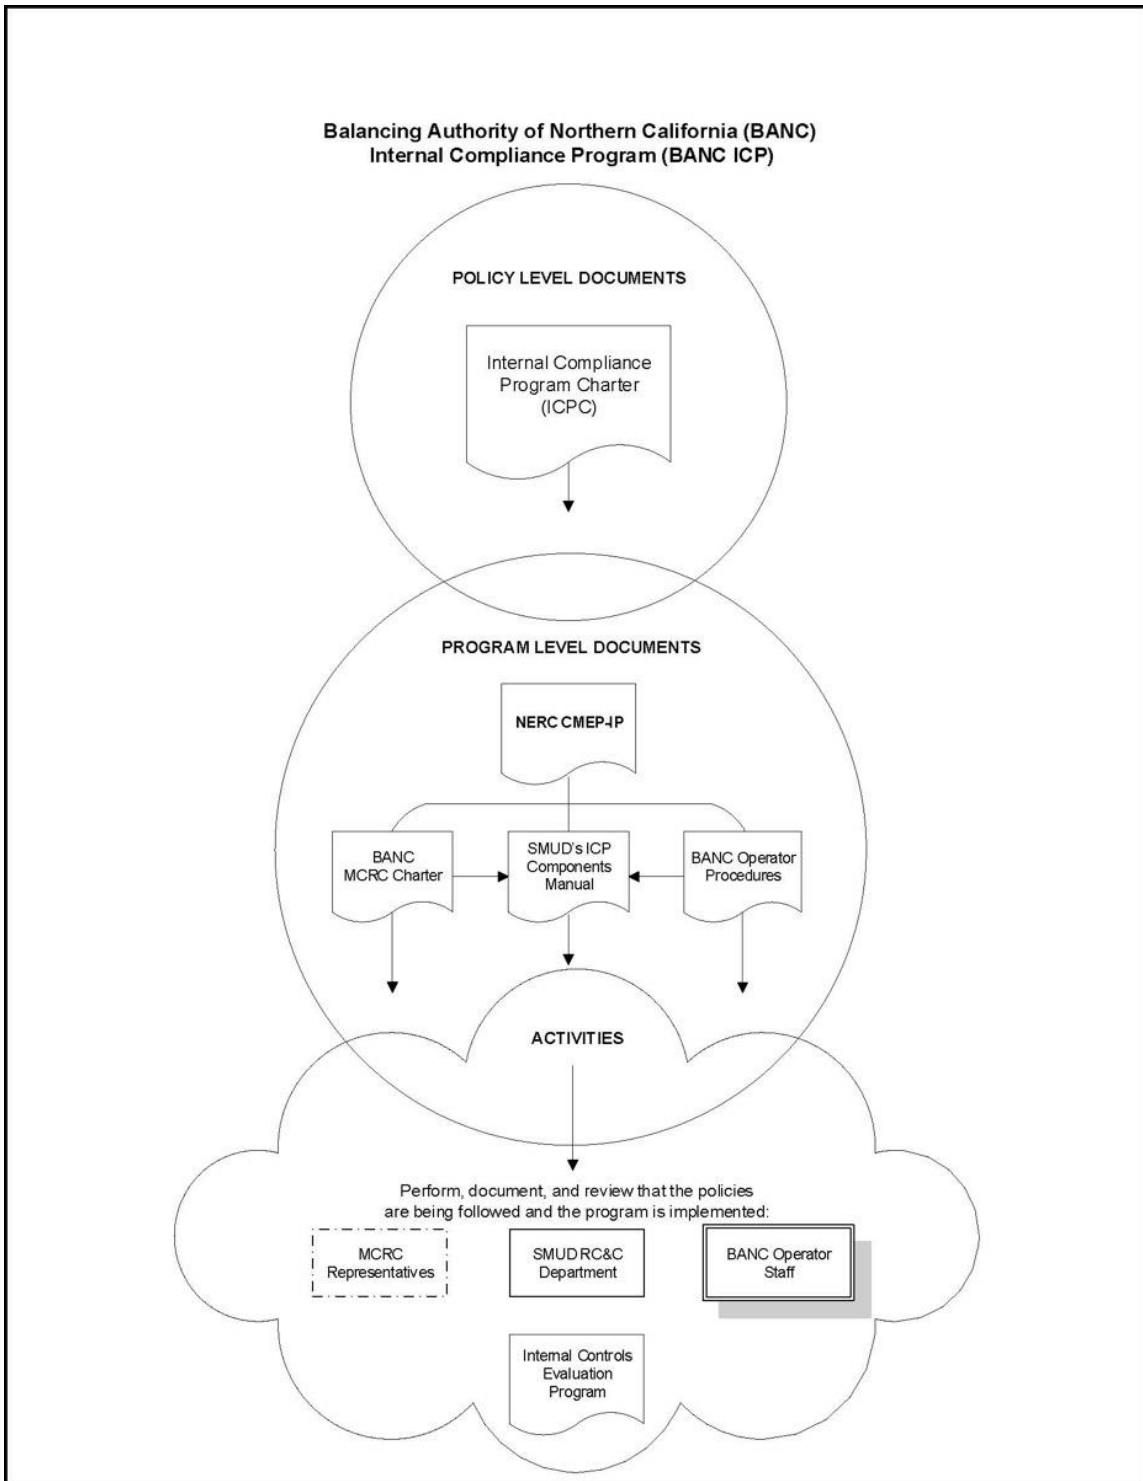 Balancing Authority of Northern California (BANC)
Internal Compliance Program (BANC ICP)
POLICY LEVEL DOCUMENTS
Internal Compliance
Program Charter
(ICPC)
PROGRAM LEVEL DOCUMENTS
NERC CMEP-IP
BANC
MCRC Charter
SMUD's ICP
Components
Manual
BANC Operator
Procedures
ACTIVITIES
Perform, document, and review that the policies
are being followed and the program is implemented:
MCRC
Representatives
SMUD RC&C
Department
BANC Operator
Staff
Internal Controls
Evaluation
Program